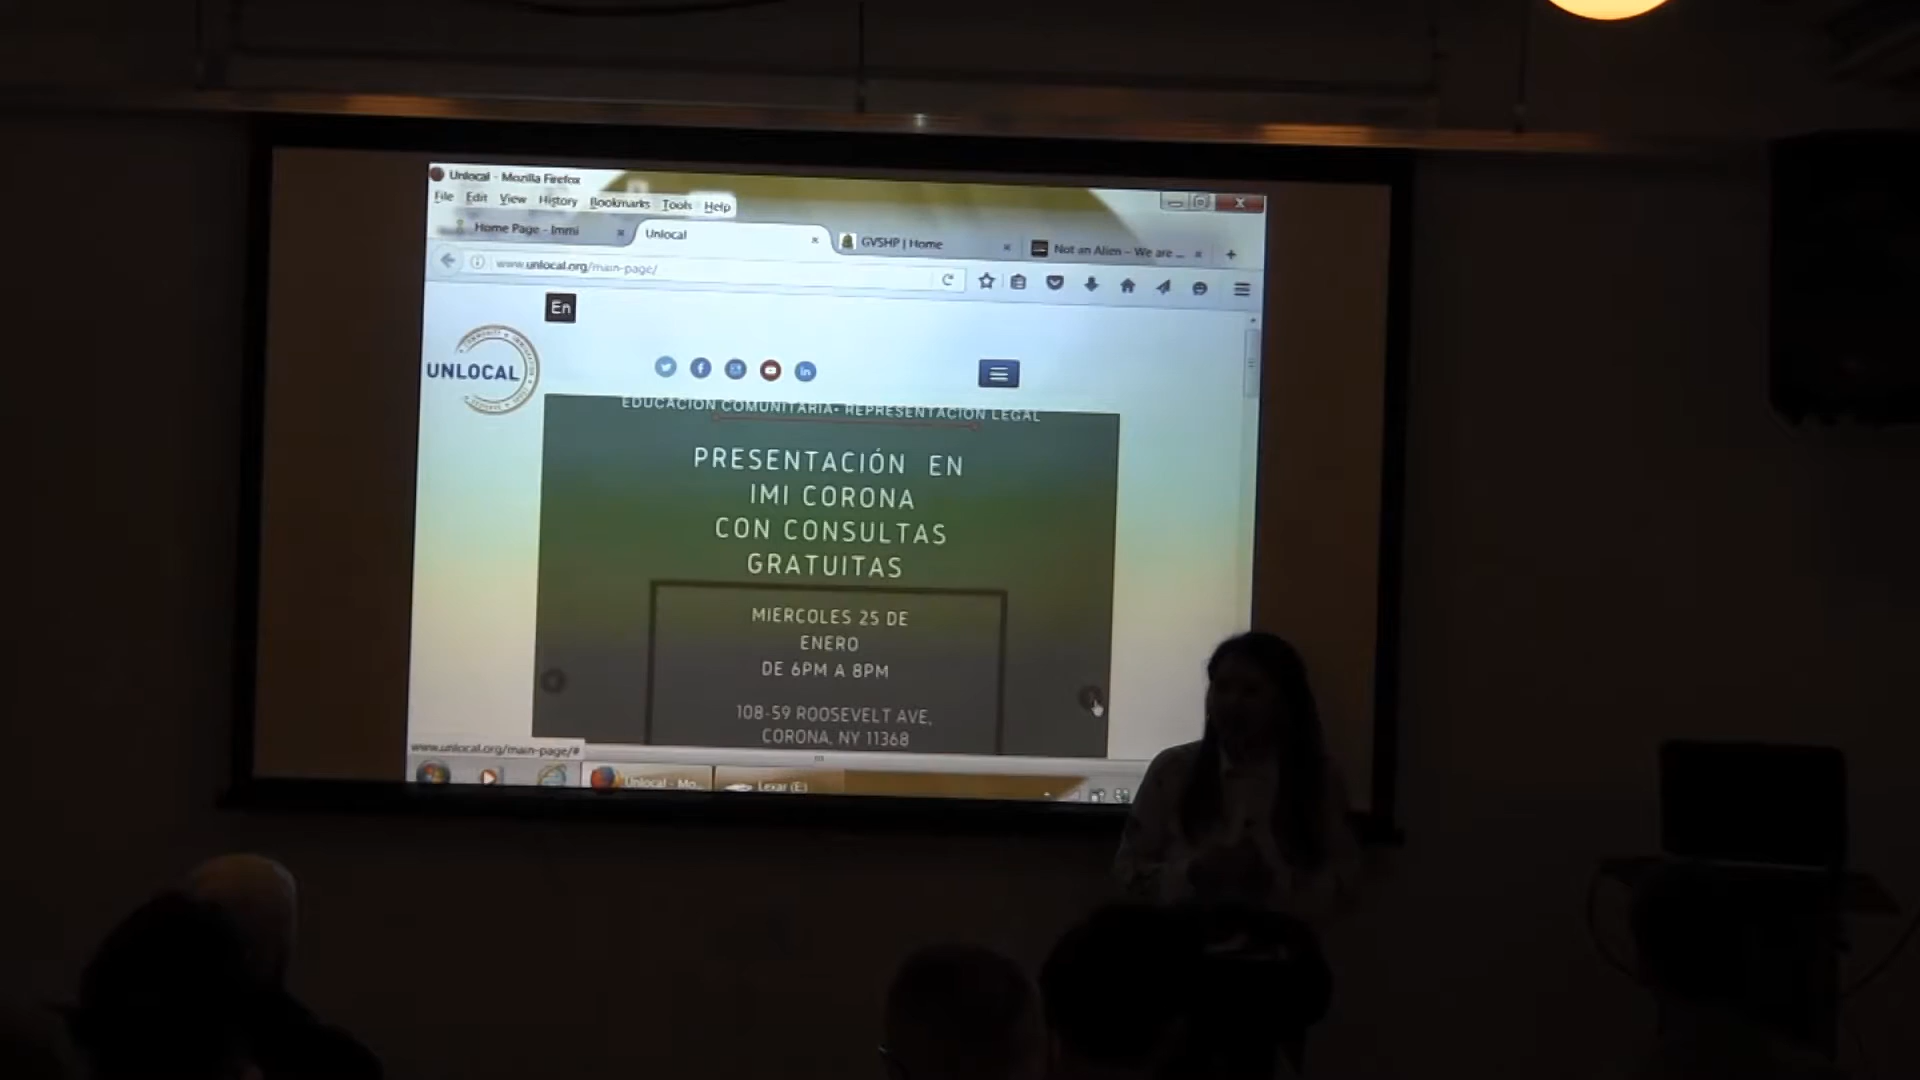 Unlocal - Mozilla Firefox
File Edit View History Bookmarks Tools Help
Home Page - Immi
Unlocal
GVSHP | Home
Not an Alien – We are ...
www.unlocal.org/main-page/
En
UNLOCAL
EDUCACIÓN COMUNITARIA• REPRESENTACIÓN LEGAL
PRESENTACIÓN EN
IMI CORONA
CON CONSULTAS
GRATUITAS
MIERCOLES 25 DE
ENERO
DE 6PM A 8PM
108-59 ROOSEVELT AVE,
CORONA, NY 11368
www.unlocal.org/main-page/#
Unlocal - Mo...
Lexar (E:)